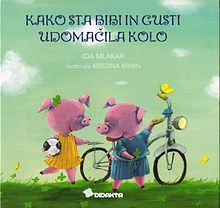 KAKO STA BIBI IN GUSTI
UDOMAČILA KOLO
IDA MLAKAR
Ilustrirala KRISTINA KRHIN
DIDAKTA